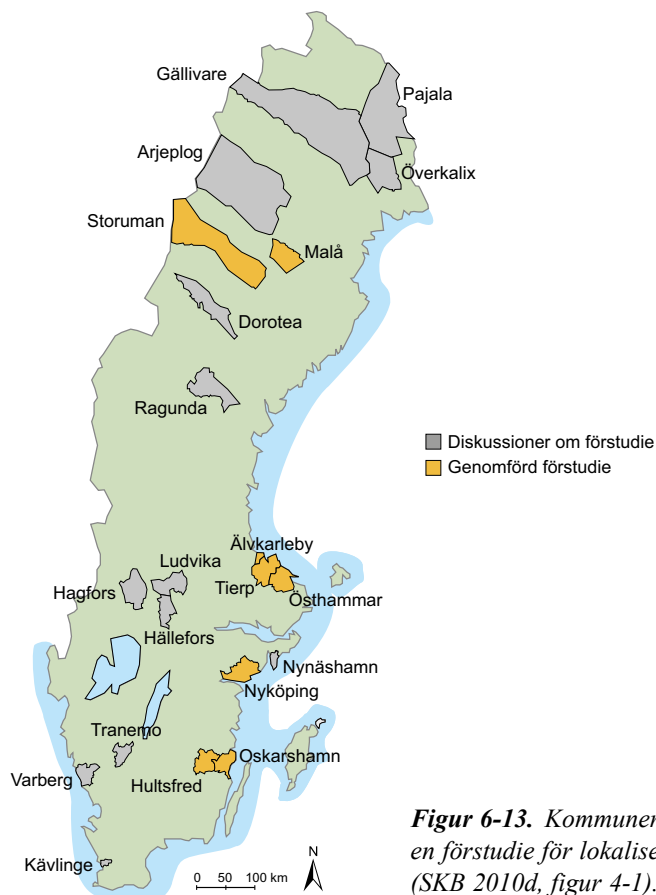 Gällivare
Pajala
Arjeplog
Överkalix
Storuman
Malå
Dorotea
Ragunda
Diskussioner om förstudie
Genomförd förstudie
Älvkarleby
Ludvika
Hagfors
Tierp
Östhammar
Hällefors
Nynäshamn
Nyköping
Tranemo
Oskarshamn
Varberg
Hultsfred
Kävlinge
N
0 50 100 km
Figur 6-13. Kommuner
en förstudie för lokalise
(SKB 2010d, figur 4-1).